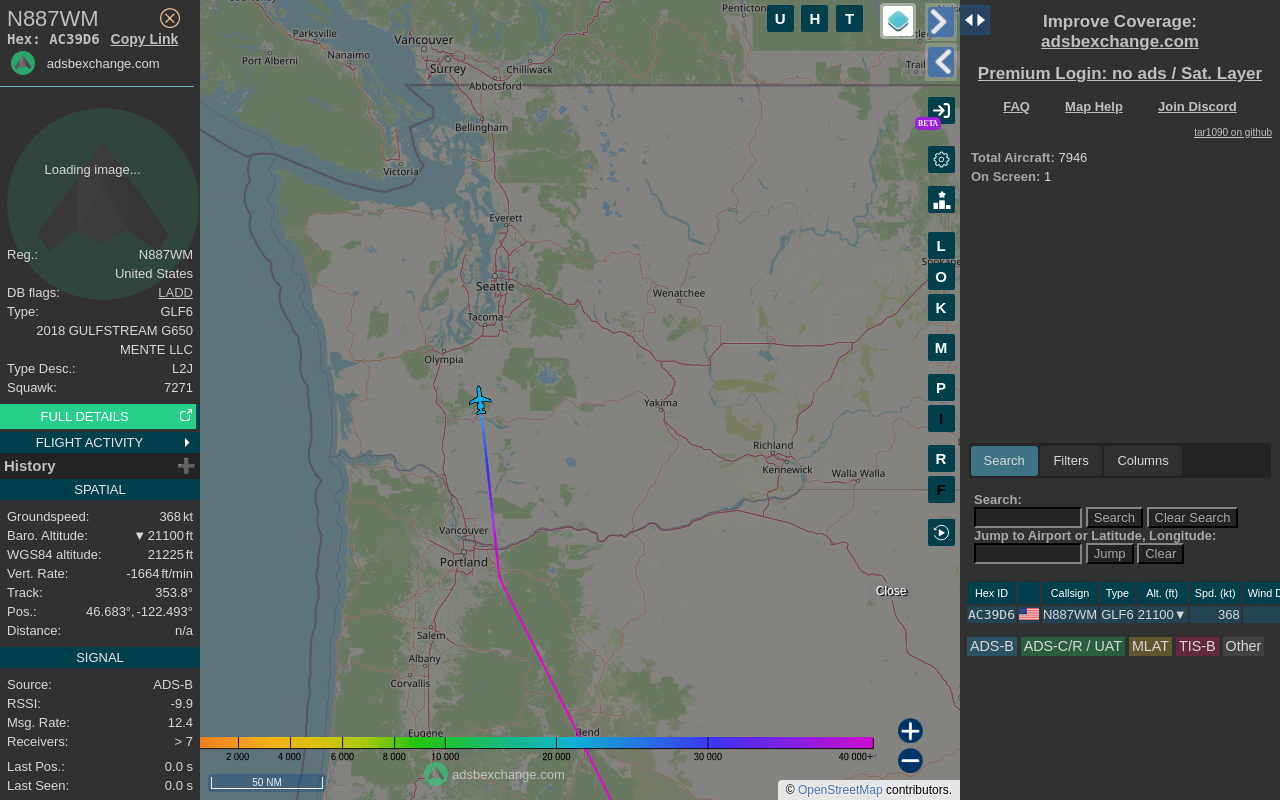 N887WM
Hex: AC39D6 Copy Link
adsbexchange.com
Loading image...
Reg.: N887WM
United States
DB flags: LADD
Type: GLF6
2018 GULFSTREAM G650
MENTE LLC
Type Desc.: L2J
Squawk: 7271
FULL DETAILS
FLIGHT ACTIVITY
History
SPATIAL
Groundspeed: 368 kt
Baro. Altitude: ▼ 21100 ft
WGS84 altitude: 21225 ft
Vert. Rate: -1664 ft/min
Track: 353.8°
Pos.: 46.683°, -122.493°
Distance: n/a
SIGNAL
Source: ADS-B
RSSI: -9.9
Msg. Rate: 12.4
Receivers: > 7
Last Pos.: 0.0 s
Last Seen: 0.0 s
Penticton
Parksville
Vancouver
Nanaimo
Port Alberni
Surrey
Chilliwack
Abbotsford
Trail
Bellingham
Victoria
Everett
Spokane
Seattle
Wenatchee
Tacoma
Olympia
Yakima
Richland
Kennewick
Walla Walla
Vancouver
Portland
Salem
Albany
Corvallis
Eugene
Bend
U H T
BETA
L
O
K
M
P
I
R
F
Close
2 000 4 000 6 000 8 000 10 000 20 000 30 000 40 000+
50 NM
adsbexchange.com
© OpenStreetMap contributors.
Improve Coverage:
adsbexchange.com
Premium Login: no ads / Sat. Layer
FAQ Map Help Join Discord
tar1090 on github
Total Aircraft: 7946
On Screen: 1
Search Filters Columns
Search:
Search Clear Search
Jump to Airport or Latitude, Longitude:
Jump Clear
Hex ID Callsign Type Alt. (ft) Spd. (kt) Wind D
AC39D6 N887WM GLF6 21100▼ 368
ADS-B ADS-C/R / UAT MLAT TIS-B Other